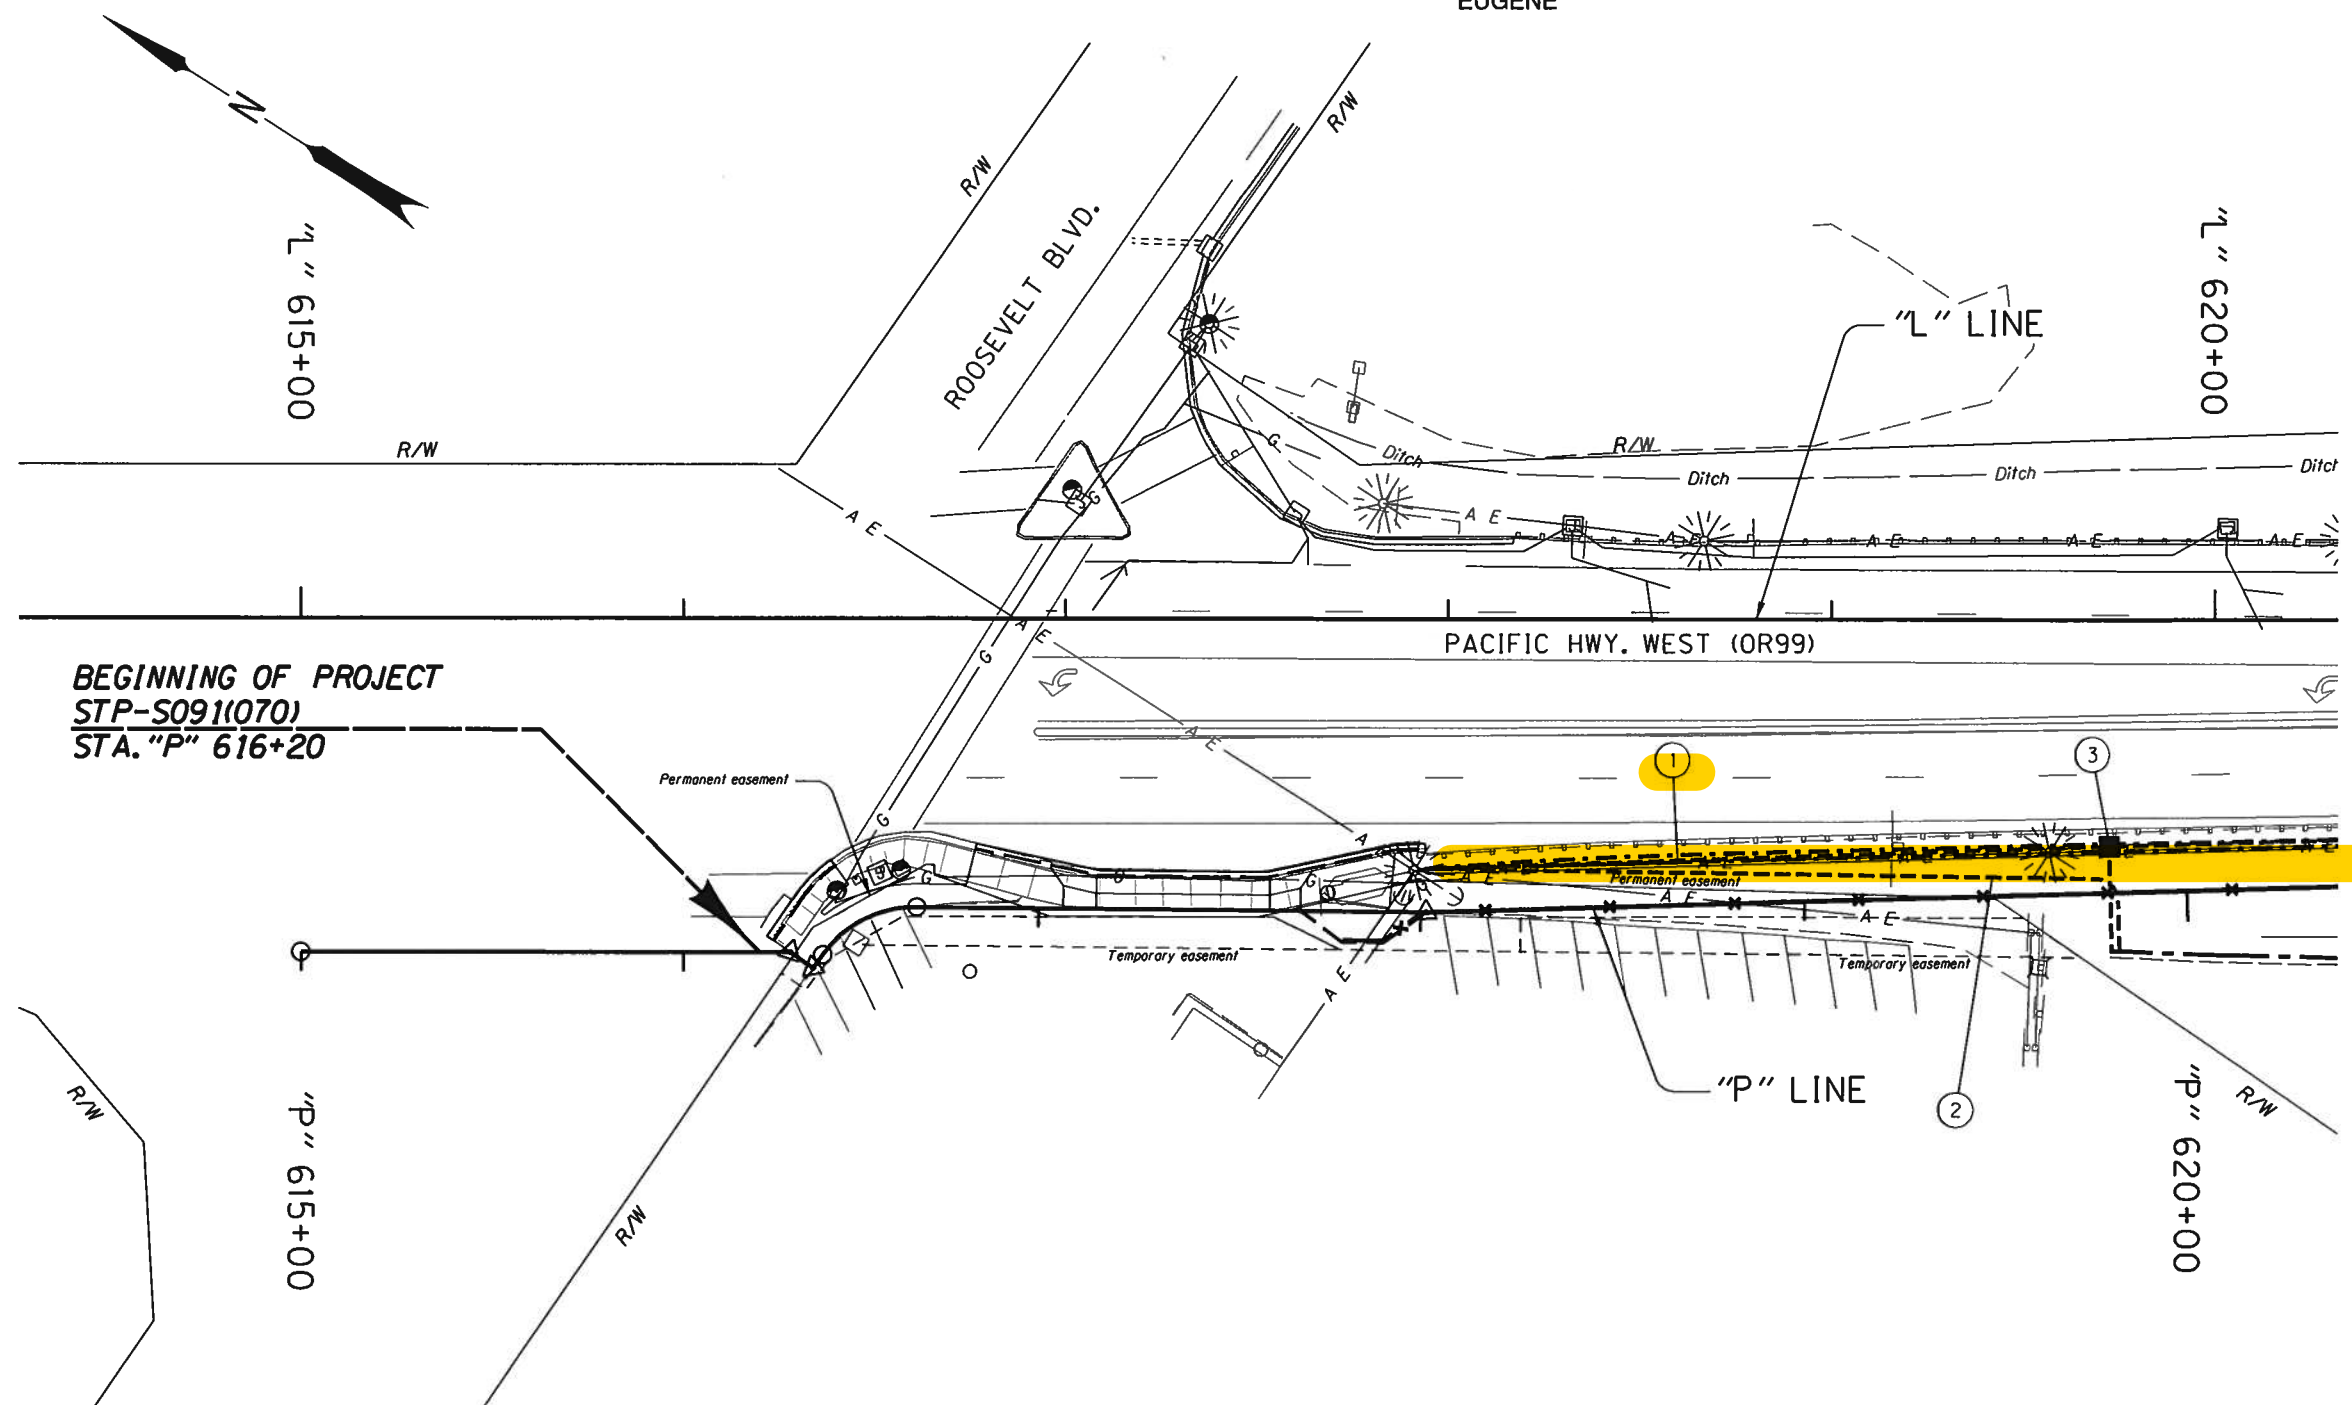 EUGENE
N
"L" 615+00
R/W
R/W
ROOSEVELT BLVD.
"L" 620+00
"L" LINE
R/W
R/W
G
Ditch
Ditch
Ditch
Ditch
A E
A E
A E
A E
A E
A E
G
A E
G
PACIFIC HWY. WEST (OR99)
BEGINNING OF PROJECT
STP-S091(070)
STA. "P" 616+20
A E
1
3
Permanent easement
G
A
G
G
G
A E
Permanent easement
A E
A E
Temporary easement
Temporary easement
A E
R/W
"P" LINE
2
R/W
R/W
"P" 615+00
"P" 620+00